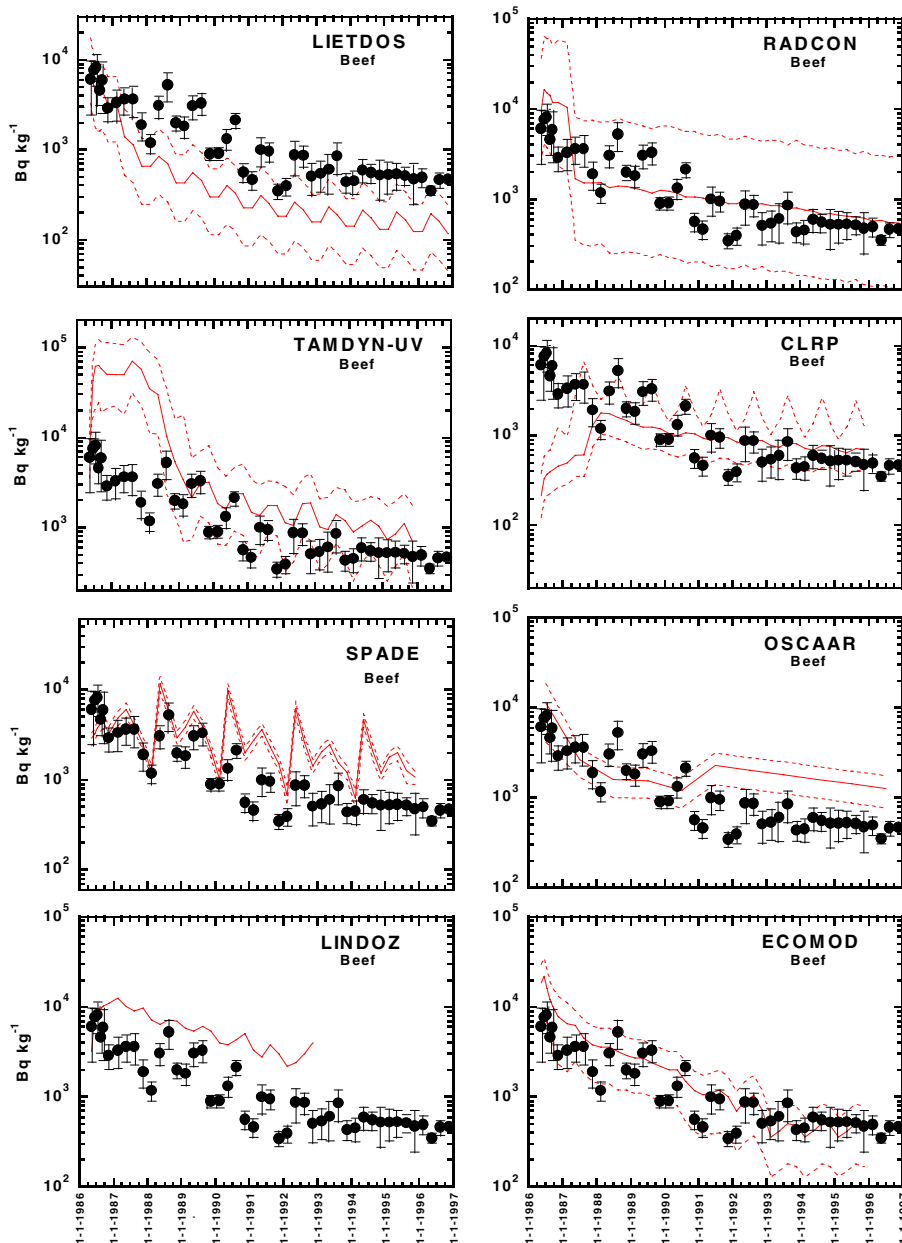 LIETDOS
Beef
10^4
10^3
10^2
Bq kg^-1
RADCON
Beef
10^5
10^4
10^3
10^2
TAMDYN-UV
Beef
10^5
10^4
10^3
Bq kg^-1
CLRP
Beef
10^4
10^3
10^2
SPADE
Beef
10^4
10^3
10^2
Bq kg^-1
OSCAAR
Beef
10^5
10^4
10^3
10^2
LINDOZ
Beef
10^5
10^4
10^3
10^2
Bq kg^-1
1-1-1986
1-1-1987
1-1-1988
1-1-1989
1-1-1990
1-1-1991
1-1-1992
1-1-1993
1-1-1994
1-1-1995
1-1-1996
1-1-1997
ECOMOD
Beef
10^5
10^4
10^3
10^2
1-1-1986
1-1-1987
1-1-1988
1-1-1989
1-1-1990
1-1-1991
1-1-1992
1-1-1993
1-1-1994
1-1-1995
1-1-1996
1-1-1997